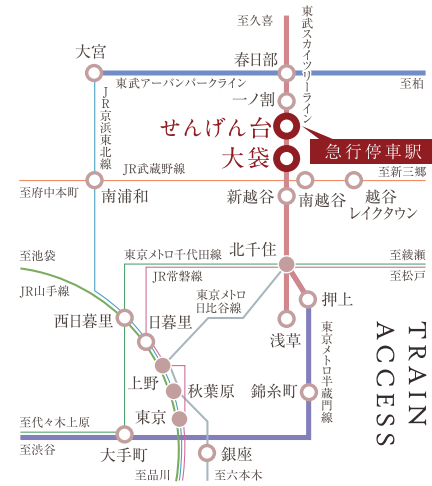 至久喜
東武スカイツリーライン
大宮
春日部
東武アーバンパークライン
至柏
一ノ割
JR京浜東北線
せんげん台
急行停車駅
大袋
JR武蔵野線
至新三郷
至府中本町
南浦和
新越谷
南越谷
越谷
レイクタウン
北千住
至池袋
東京メトロ千代田線
至綾瀬
JR常磐線
至松戸
JR山手線
東京メトロ
日比谷線
押上
西日暮里
日暮里
浅草
東京メトロ半蔵門線
TRAIN
ACCESS
上野
秋葉原
錦糸町
東京
至代々木上原
至渋谷
大手町
銀座
至品川
至六本木